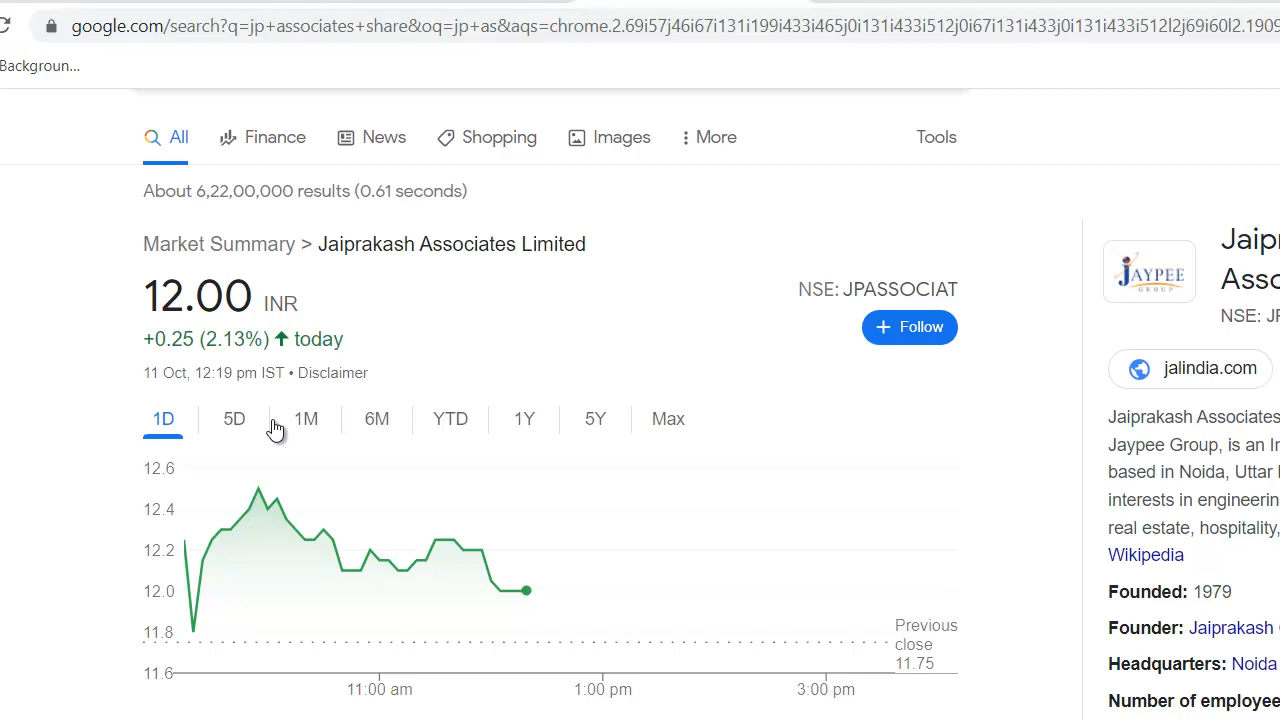 google.com/search?q=jp+associates+share&oq=jp+as&aqs=chrome.2.69i57j46i67i131i199i433i465j0i131i433i512j0i67i131i433j0i131i433i512l2j69i60l2.1909
Backgroun...
All Finance News Shopping Images More Tools
About 6,22,00,000 results (0.61 seconds)
Market Summary > Jaiprakash Associates Limited
12.00 INR
NSE: JPASSOCIAT
+ Follow
+0.25 (2.13%) ↑ today
11 Oct, 12:19 pm IST • Disclaimer
1D 5D 1M 6M YTD 1Y 5Y Max
12.6
12.4
12.2
12.0
11.8
11.6
Previous
close
11.75
11:00 am 1:00 pm 3:00 pm
JAYPEE
GROUP
Jaip
Asso
NSE: JP
jalindia.com
Jaiprakash Associates
Jaypee Group, is an In
based in Noida, Uttar
interests in engineerin
real estate, hospitality,
Wikipedia
Founded: 1979
Founder: Jaiprakash
Headquarters: Noida
Number of employee